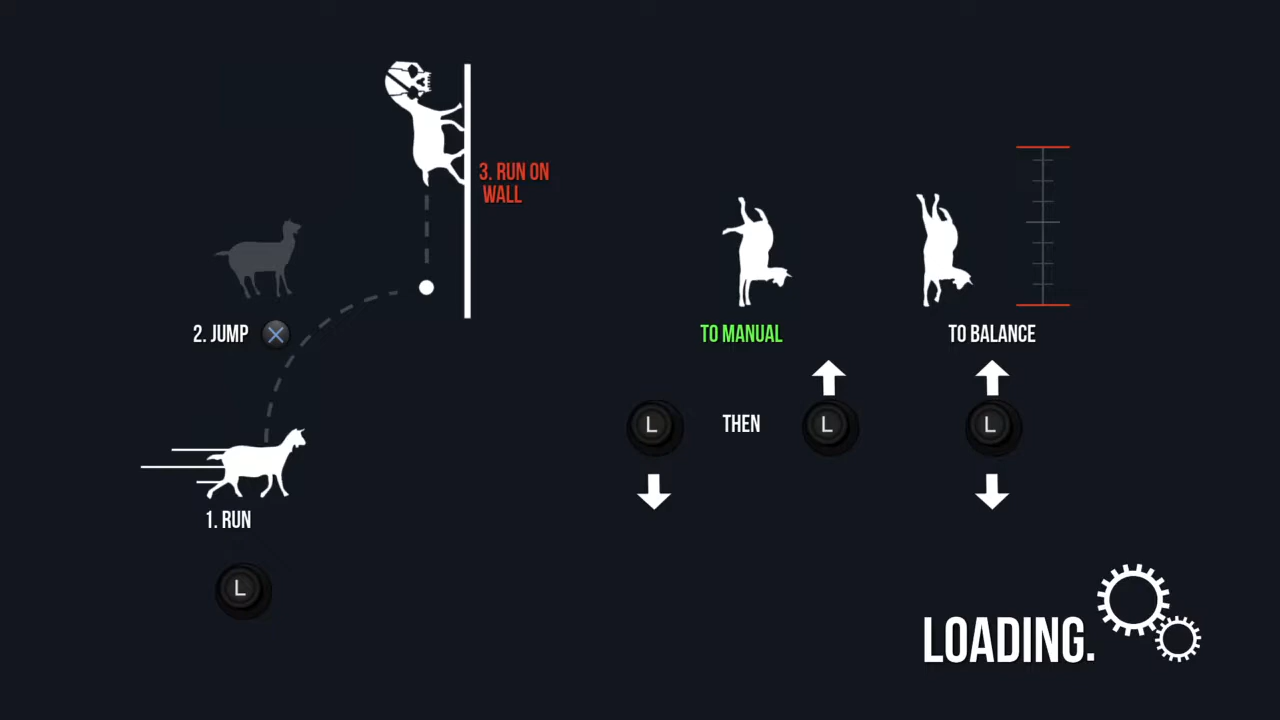 3. RUN ON
WALL
2. JUMP
1. RUN
L
TO MANUAL
L
THEN
L
TO BALANCE
L
LOADING.